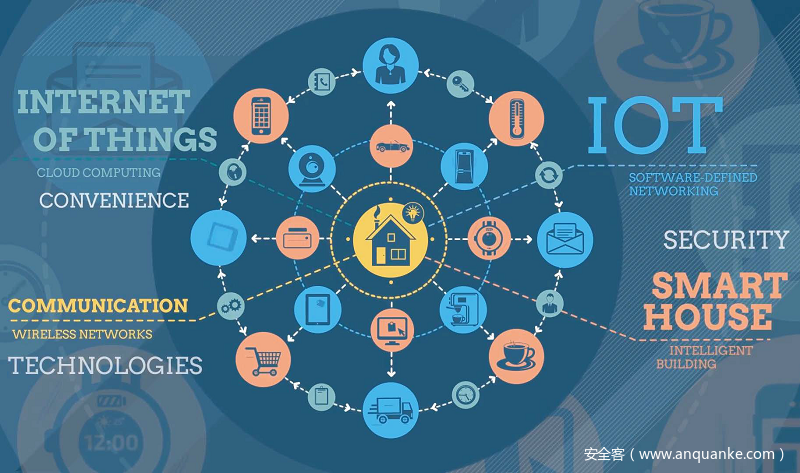 INTERNET
OF THINGS
CLOUD COMPUTING
CONVENIENCE
COMMUNICATION
WIRELESS NETWORKS
TECHNOLOGIES
IOT
SOFTWARE-DEFINED
NETWORKING
SECURITY
SMART
HOUSE
INTELLIGENT
BUILDING
12:00
安全客（www.anquanke.com）